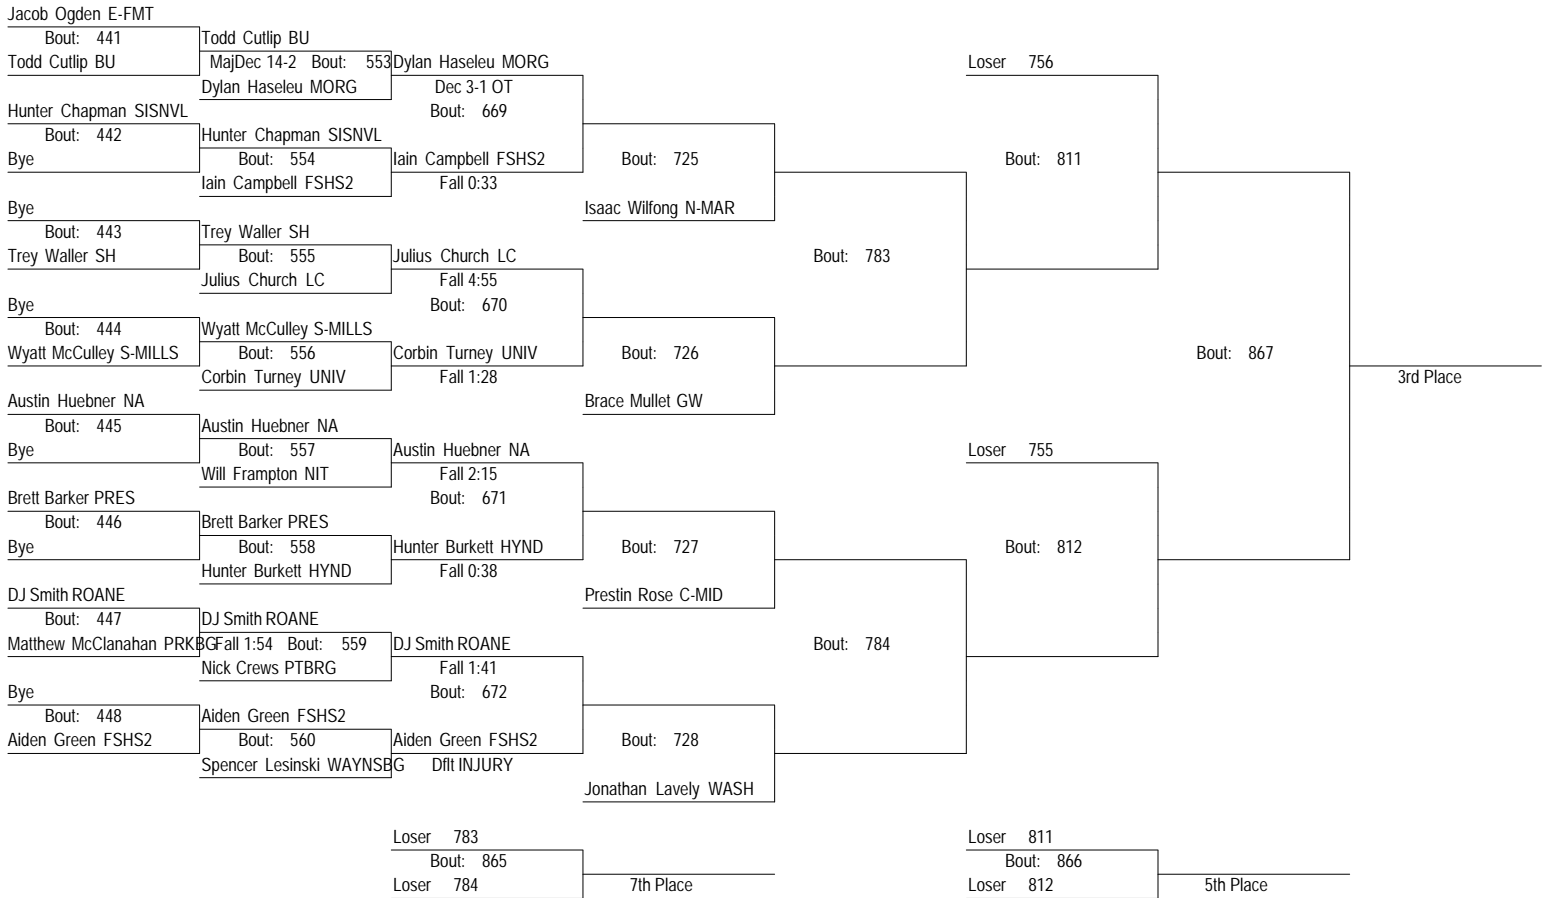 Jacob Ogden E-FMT
Bout: 441
Todd Cutlip BU
Todd Cutlip BU
MajDec 14-2 Bout: 553
Dylan Haseleu MORG
Dylan Haseleu MORG
Dec 3-1 OT
Bout: 669
Loser 756
Hunter Chapman SISNVL
Bout: 442
Bye
Hunter Chapman SISNVL
Bout: 554
Iain Campbell FSHS2
Iain Campbell FSHS2
Fall 0:33
Bout: 725
Isaac Wilfong N-MAR
Bout: 811
Bye
Bout: 443
Trey Waller SH
Trey Waller SH
Bout: 555
Julius Church LC
Julius Church LC
Fall 4:55
Bout: 670
Bout: 783
Bye
Bout: 444
Wyatt McCulley S-MILLS
Wyatt McCulley S-MILLS
Bout: 556
Corbin Turney UNIV
Corbin Turney UNIV
Fall 1:28
Bout: 726
Brace Mullet GW
Bout: 867
3rd Place
Austin Huebner NA
Bout: 445
Bye
Austin Huebner NA
Bout: 557
Will Frampton NIT
Austin Huebner NA
Fall 2:15
Bout: 671
Loser 755
Brett Barker PRES
Bout: 446
Bye
Brett Barker PRES
Bout: 558
Hunter Burkett HYND
Hunter Burkett HYND
Fall 0:38
Bout: 727
Prestin Rose C-MID
Bout: 812
DJ Smith ROANE
Bout: 447
Matthew McClanahan PRKBG
DJ Smith ROANE
Fall 1:54 Bout: 559
Nick Crews PTBRG
DJ Smith ROANE
Fall 1:41
Bout: 672
Bout: 784
Bye
Bout: 448
Aiden Green FSHS2
Aiden Green FSHS2
Bout: 560
Spencer Lesinski WAYNSBG
Aiden Green FSHS2
Dflt INJURY
Bout: 728
Jonathan Lavely WASH
Loser 783
Bout: 865
Loser 784
7th Place
Loser 811
Bout: 866
Loser 812
5th Place